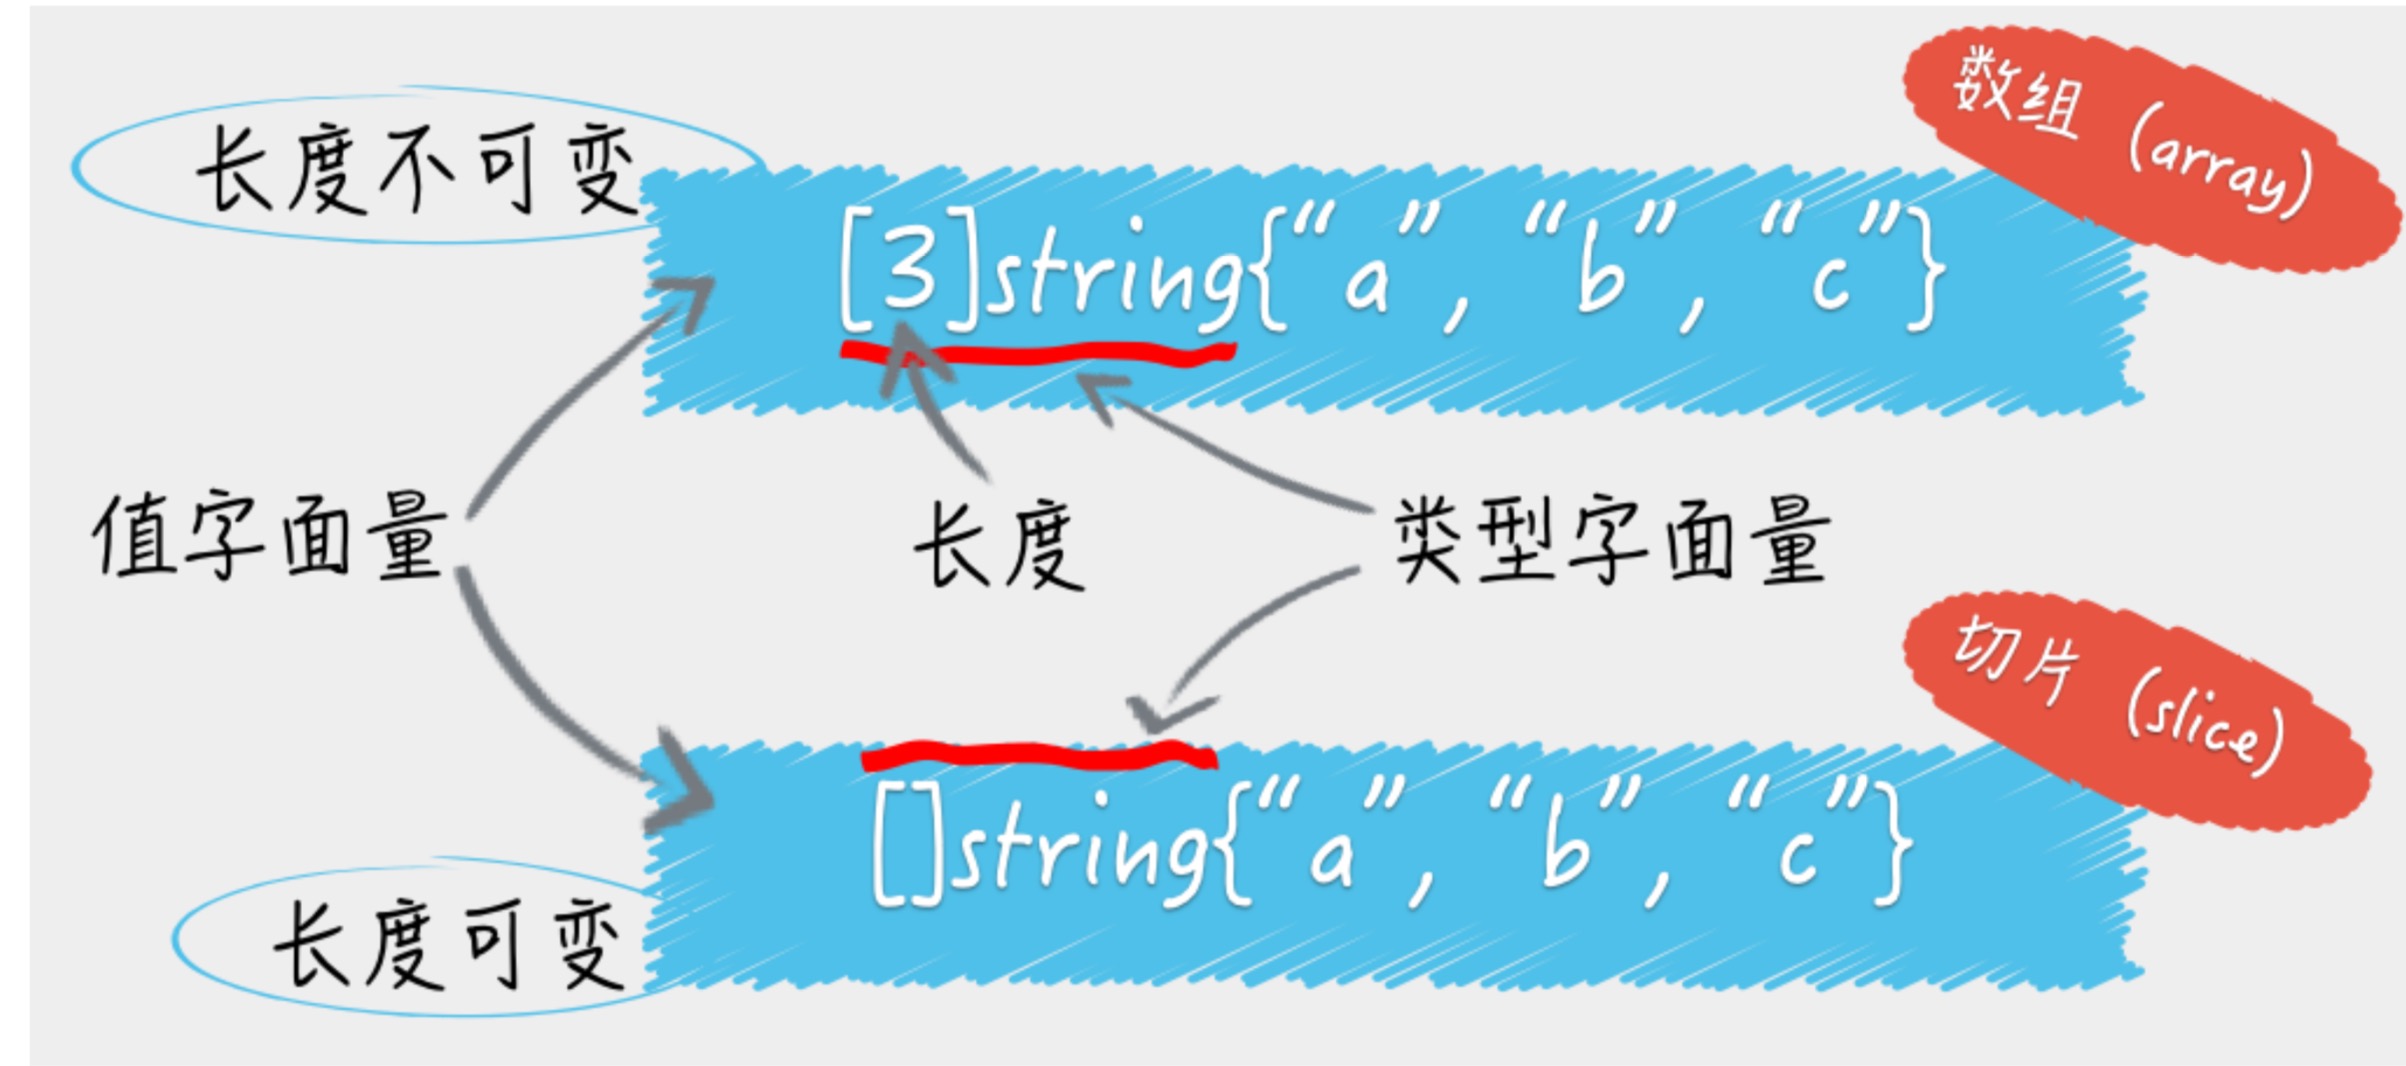 数组 (array)
长度不可变
[3]string{“a”, “b”, “c”}
值字面量
长度
类型字面量
切片 (slice)
[]string{“a”, “b”, “c”}
长度可变